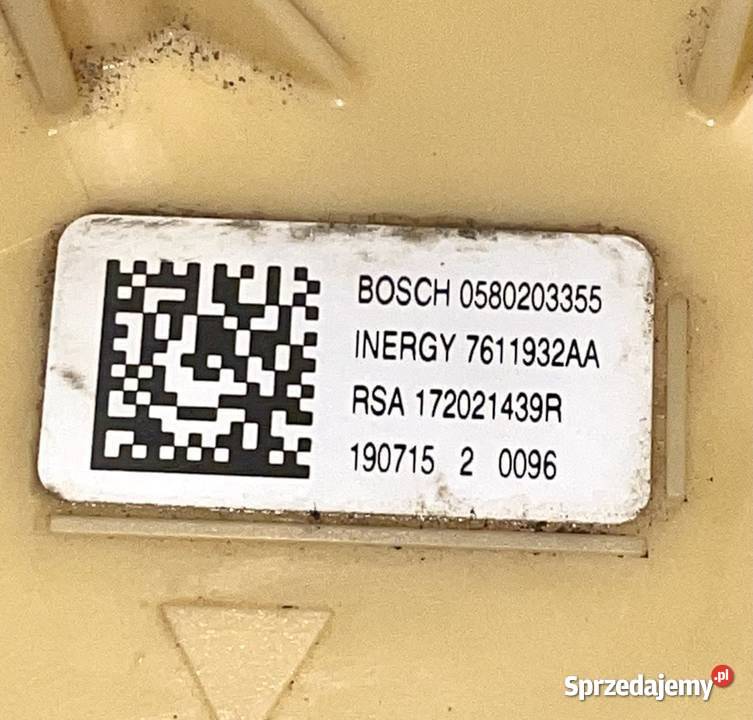 BOSCH 0580203355
INERGY 7611932AA
RSA 172021439R
190715 2 0096
Sprzedajemy.pl